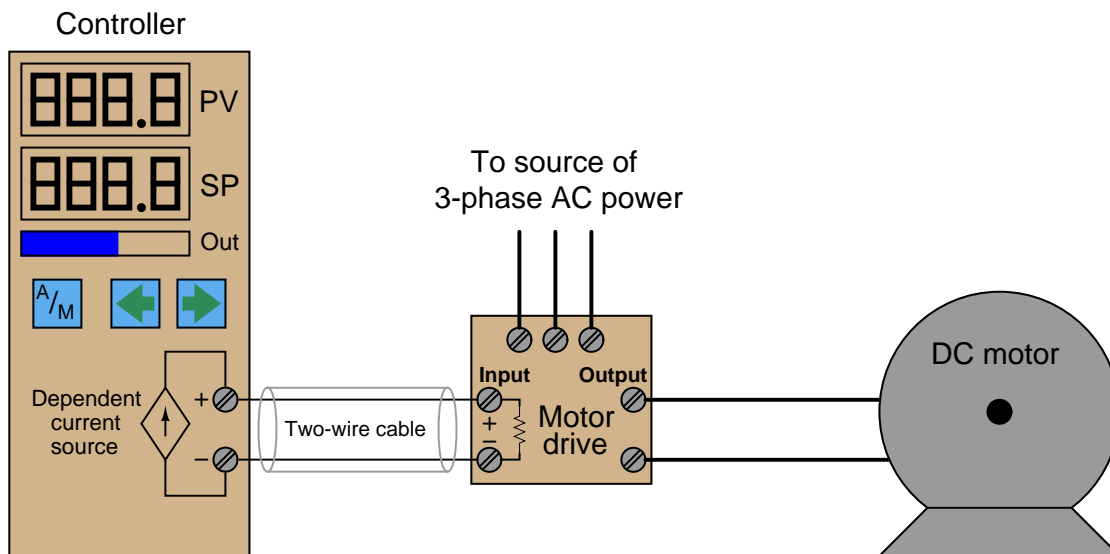 Controller
888.8 PV
888.8 SP
Out
A/M
Dependent
current
source
+
−
Two-wire cable
To source of
3-phase AC power
Input
Output
+
−
Motor
drive
DC motor